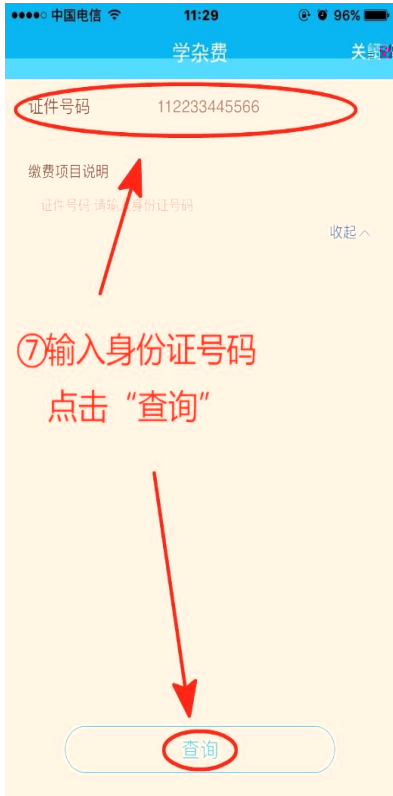 中国电信 11:29 96%
学杂费
证件号码 112233445566
缴费项目说明
证件号码:请输入身份证号码
收起
⑦输入身份证号码
点击“查询”
查询